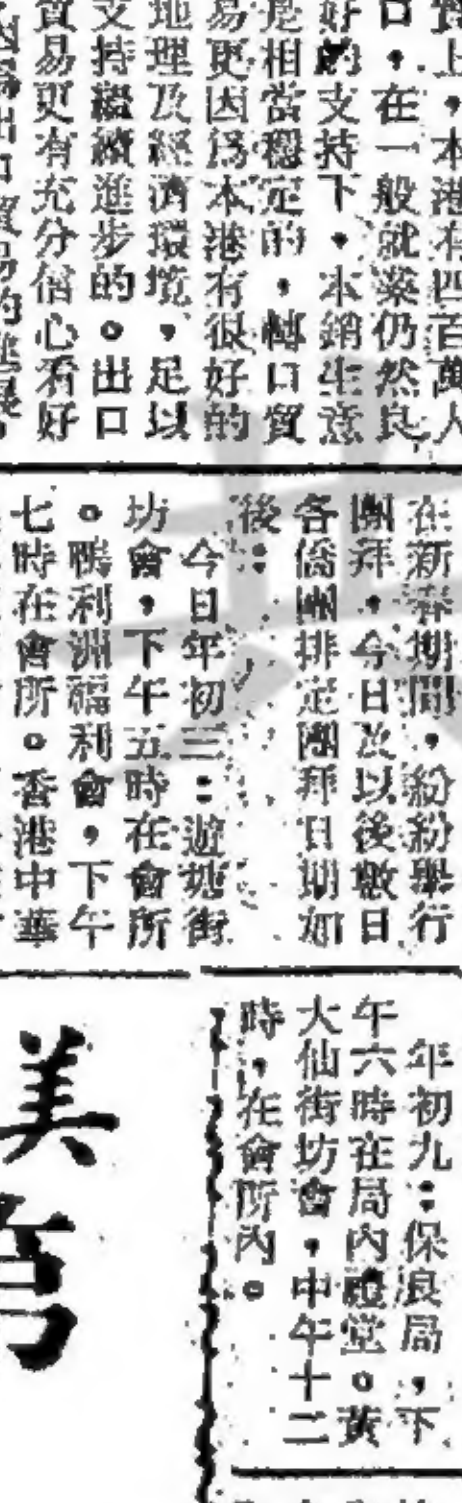 貿上，本港有四百萬人
口，在一般就業仍然良
好的支持下，本銷生意
是相當穩定的，轉口貿
易更因爲本港有很好的
地理及經濟環境，足以
支持繼續進步的。出口
貿易更有充分信心看好
出口貿易的進展，
在新春期間，紛紛舉行
團拜，今日及以後數日
各僑團排定團拜日期如
後：
今日年初三：遊塘街
坊會，下午五時在會所
。鴨利洲福利會，下午
七時在會所。香港中華
年初九：保良局，下
午六時在局內禮堂。黃
大仙街坊會，中午十二
時，在會所內。
美